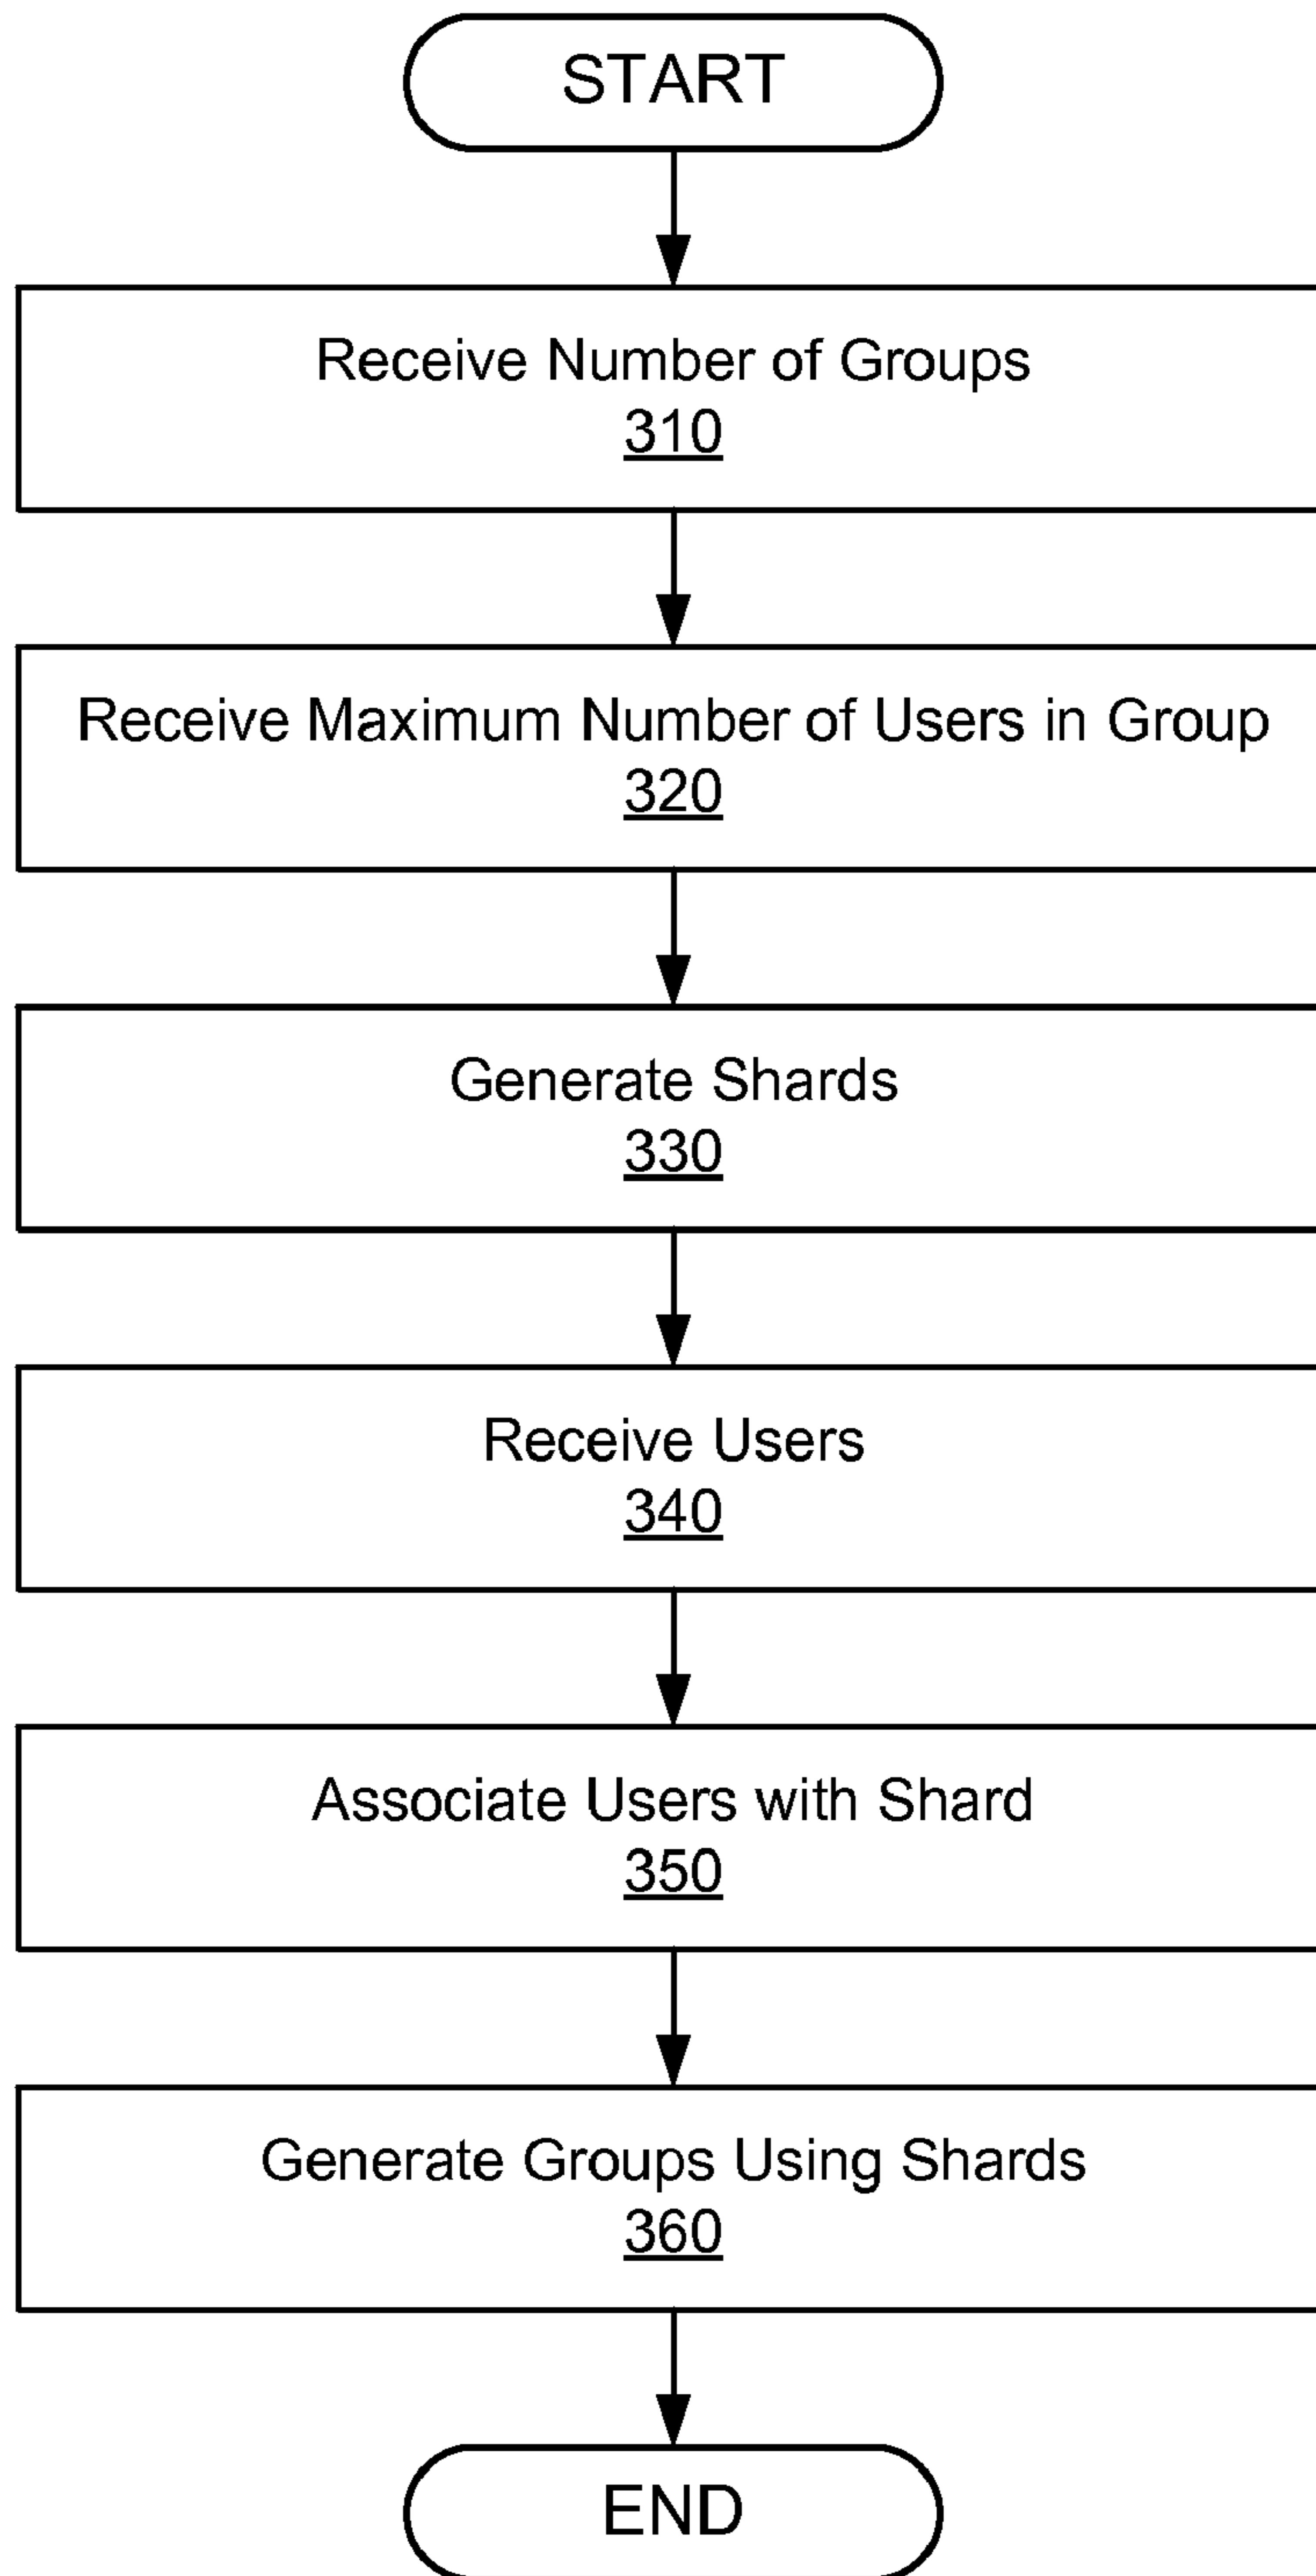 START
Receive Number of Groups
310
Receive Maximum Number of Users in Group
320
Generate Shards
330
Receive Users
340
Associate Users with Shard
350
Generate Groups Using Shards
360
END